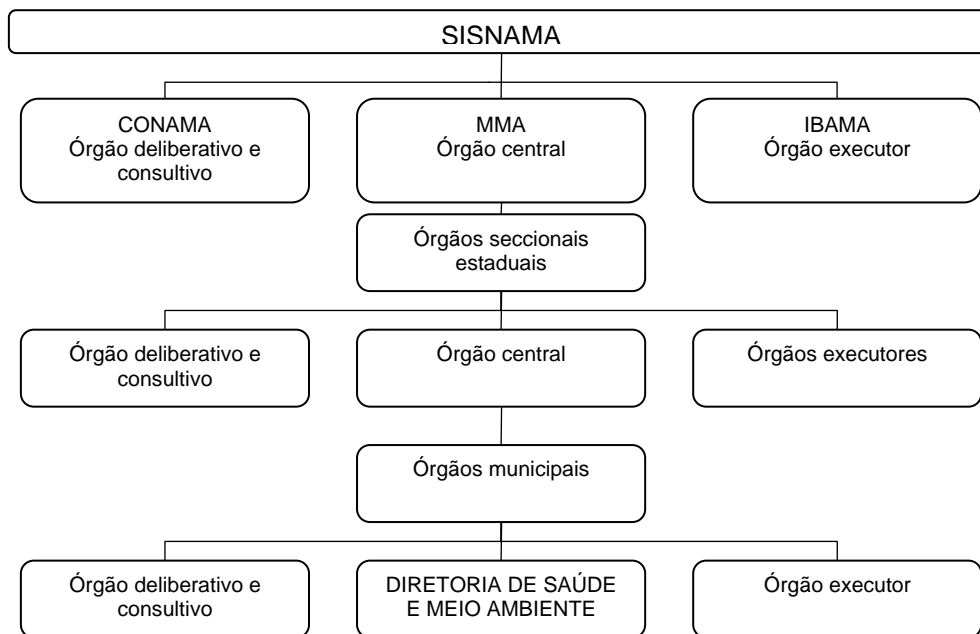 SISNAMA
CONAMA
Órgão deliberativo e
consultivo
MMA
Órgão central
IBAMA
Órgão executor
Órgãos seccionais
estaduais
Órgão deliberativo e
consultivo
Órgão central
Órgãos executores
Órgãos municipais
Órgão deliberativo e
consultivo
DIRETORIA DE SAÚDE
E MEIO AMBIENTE
Órgão executor